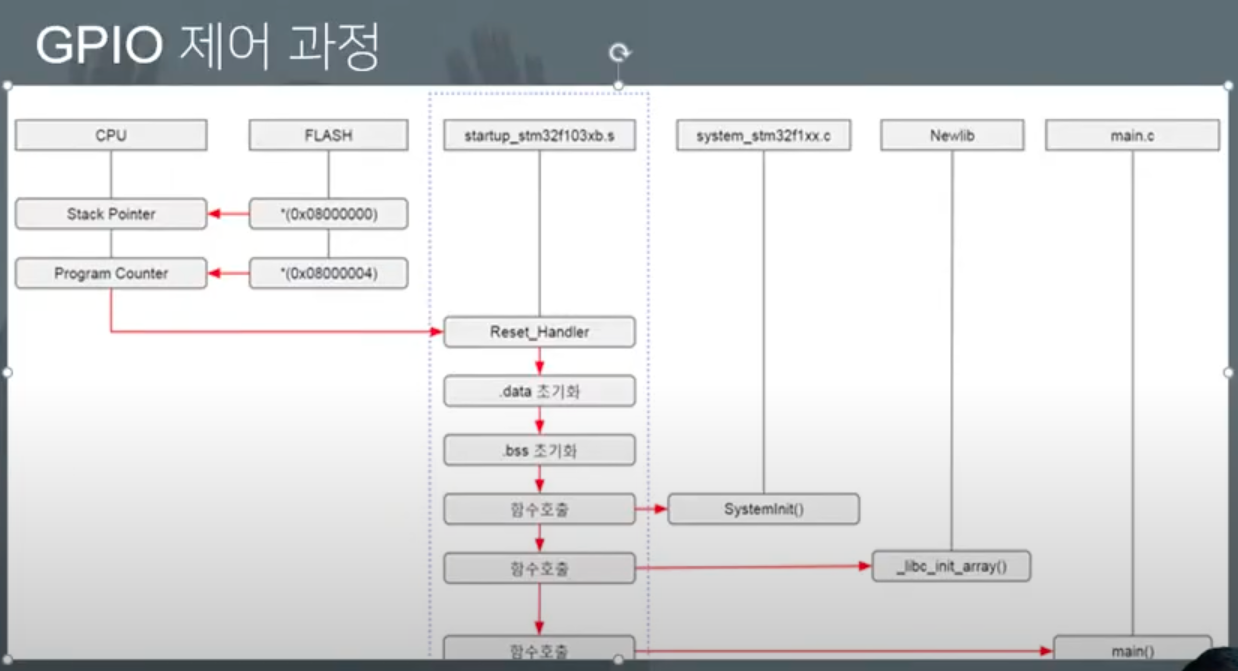 GPIO 제어 과정
CPU
FLASH
startup_stm32f103xb.s
system_stm32f1xx.c
Newlib
main.c
Stack Pointer
*(0x08000000)
Program Counter
*(0x08000004)
Reset_Handler
.data 초기화
.bss 초기화
함수호출
SystemInit()
함수호출
_libc_init_array()
함수호출
main()